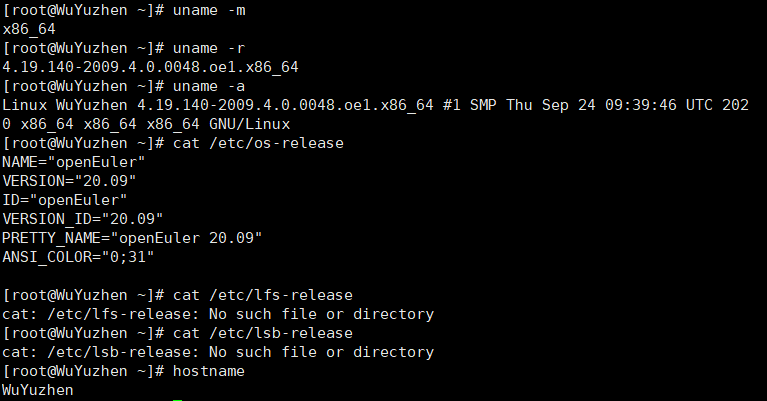 [root@WuYuzhen ~]# uname -m
x86_64
[root@WuYuzhen ~]# uname -r
4.19.140-2009.4.0.0048.oe1.x86_64
[root@WuYuzhen ~]# uname -a
Linux WuYuzhen 4.19.140-2009.4.0.0048.oe1.x86_64 #1 SMP Thu Sep 24 09:39:46 UTC 202
0 x86_64 x86_64 x86_64 GNU/Linux
[root@WuYuzhen ~]# cat /etc/os-release
NAME="openEuler"
VERSION="20.09"
ID="openEuler"
VERSION_ID="20.09"
PRETTY_NAME="openEuler 20.09"
ANSI_COLOR="0;31"

[root@WuYuzhen ~]# cat /etc/lfs-release
cat: /etc/lfs-release: No such file or directory
[root@WuYuzhen ~]# cat /etc/lsb-release
cat: /etc/lsb-release: No such file or directory
[root@WuYuzhen ~]# hostname
WuYuzhen